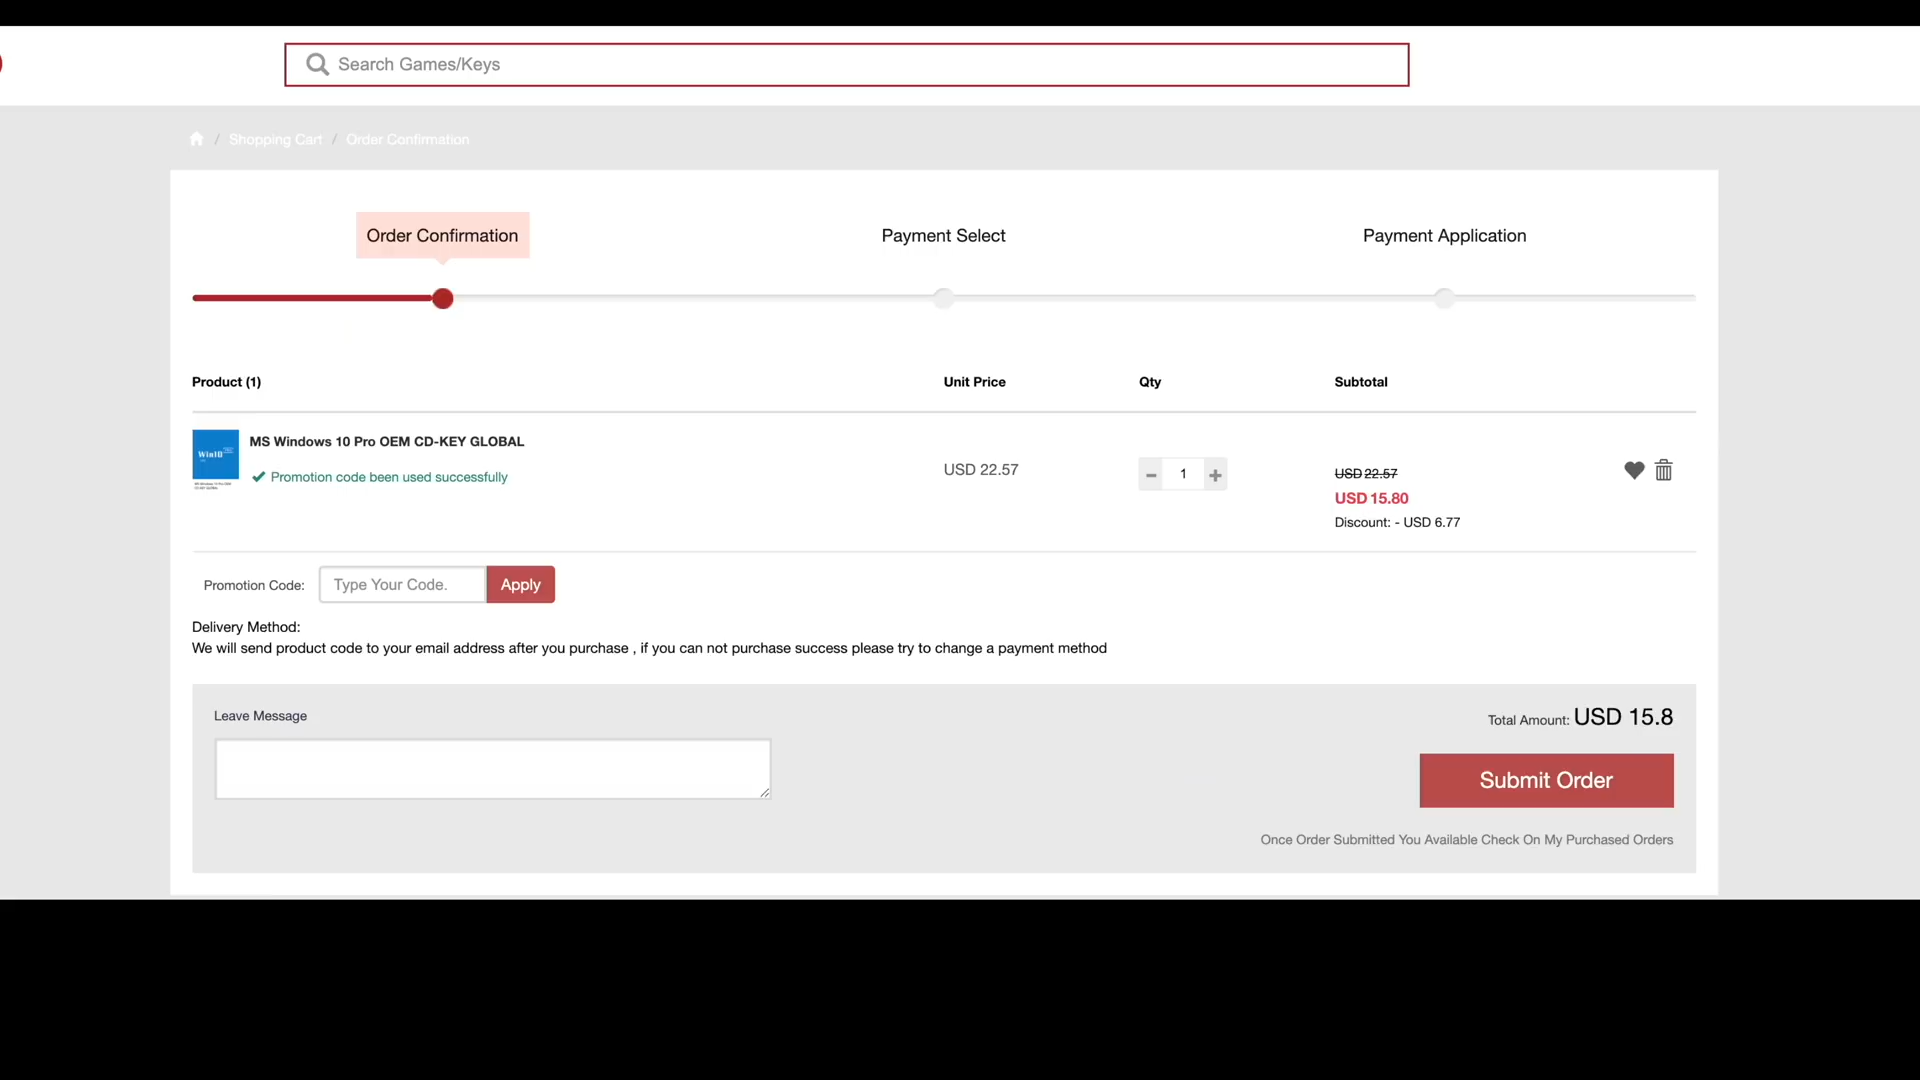 Search Games/Keys
/ Shopping Cart / Order Confirmation
Order Confirmation
Payment Select
Payment Application
Product (1)
Unit Price
Qty
Subtotal
Win10
MS Windows 10 Pro OEM CD-KEY GLOBAL
Promotion code been used successfully
USD 22.57
− 1 +
USD 22.57
USD 15.80
Discount: - USD 6.77
Promotion Code:
Type Your Code.
Apply
Delivery Method:
We will send product code to your email address after you purchase , if you can not purchase success please try to change a payment method
Leave Message
Total Amount: USD 15.8
Submit Order
Once Order Submitted You Available Check On My Purchased Orders